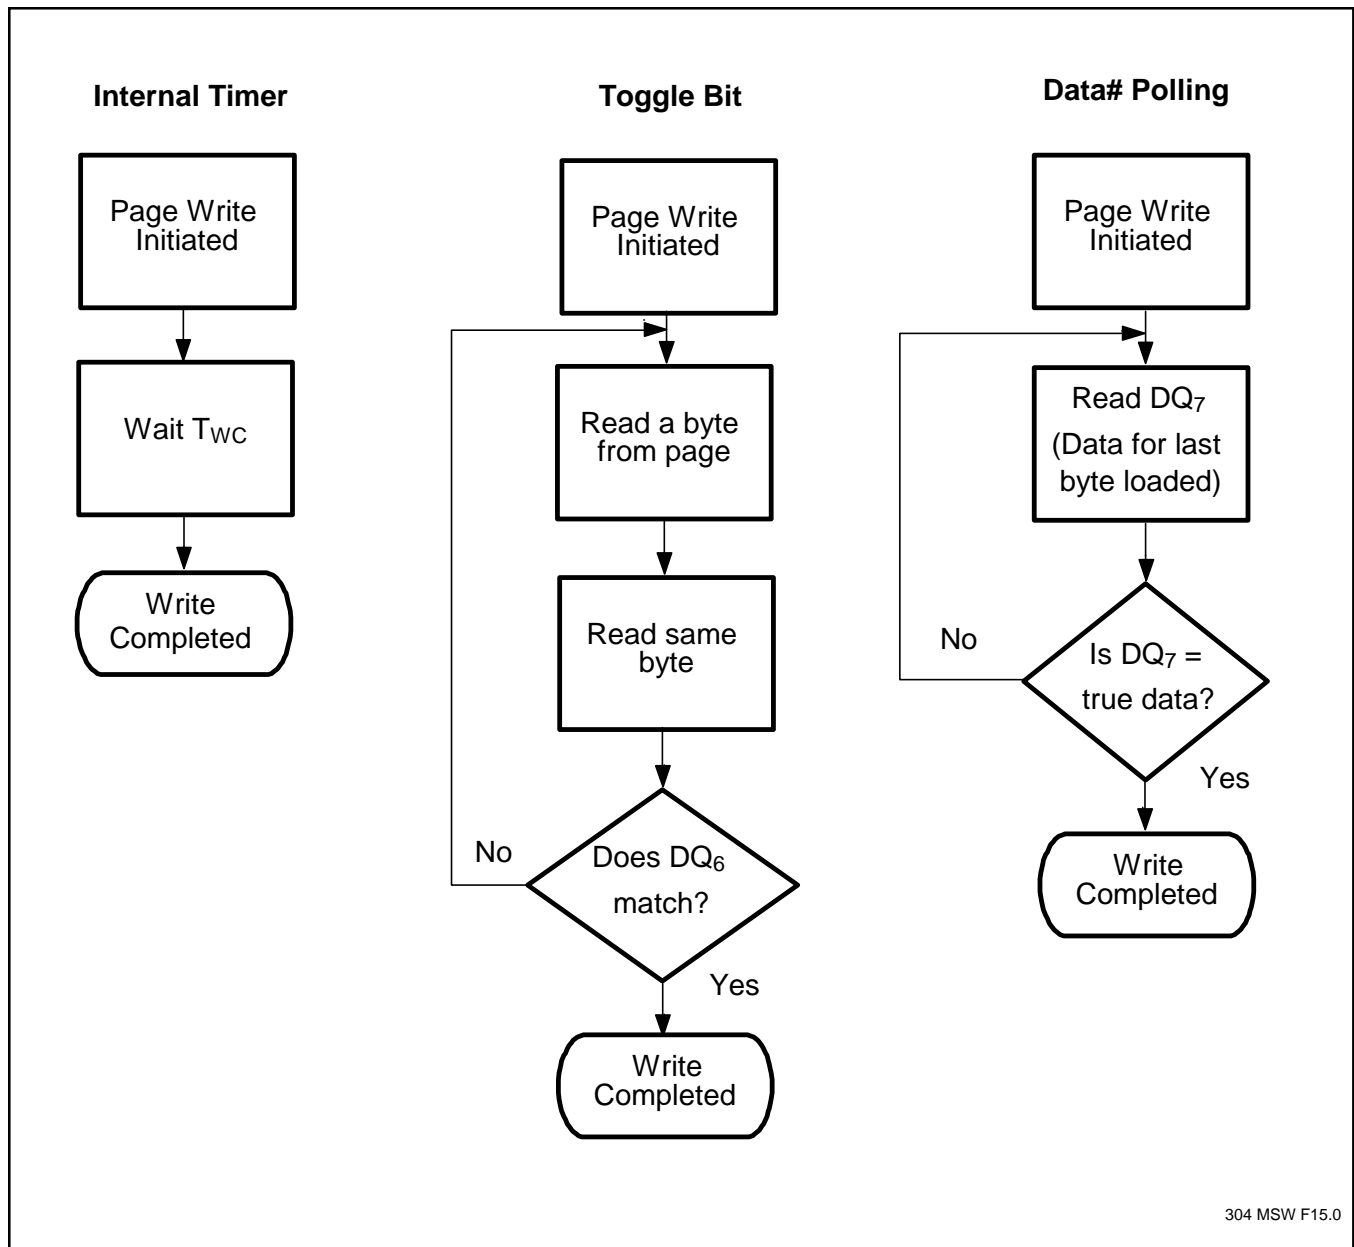 Internal Timer
Page Write
Initiated
Wait TWC
Write
Completed
Toggle Bit
Page Write
Initiated
Read a byte
from page
Read same
byte
Does DQ6
match?
No
Yes
Write
Completed
Data# Polling
Page Write
Initiated
Read DQ7
(Data for last
byte loaded)
Is DQ7 =
true data?
No
Yes
Write
Completed
304 MSW F15.0